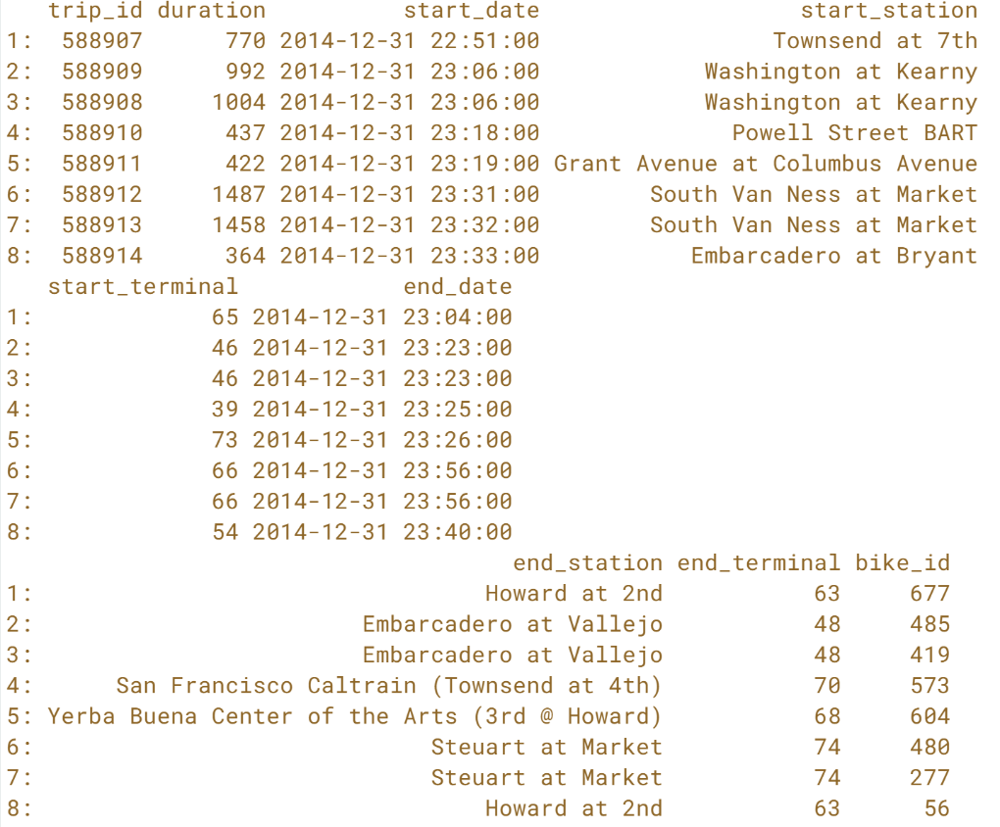 trip_id duration start_date start_station
1: 588907 770 2014-12-31 22:51:00 Townsend at 7th
2: 588909 992 2014-12-31 23:06:00 Washington at Kearny
3: 588908 1004 2014-12-31 23:06:00 Washington at Kearny
4: 588910 437 2014-12-31 23:18:00 Powell Street BART
5: 588911 422 2014-12-31 23:19:00 Grant Avenue at Columbus Avenue
6: 588912 1487 2014-12-31 23:31:00 South Van Ness at Market
7: 588913 1458 2014-12-31 23:32:00 South Van Ness at Market
8: 588914 364 2014-12-31 23:33:00 Embarcadero at Bryant
start_terminal end_date
1: 65 2014-12-31 23:04:00
2: 46 2014-12-31 23:23:00
3: 46 2014-12-31 23:23:00
4: 39 2014-12-31 23:25:00
5: 73 2014-12-31 23:26:00
6: 66 2014-12-31 23:56:00
7: 66 2014-12-31 23:56:00
8: 54 2014-12-31 23:40:00
end_station end_terminal bike_id
1: Howard at 2nd 63 677
2: Embarcadero at Vallejo 48 485
3: Embarcadero at Vallejo 48 419
4: San Francisco Caltrain (Townsend at 4th) 70 573
5: Yerba Buena Center of the Arts (3rd @ Howard) 68 604
6: Steuart at Market 74 480
7: Steuart at Market 74 277
8: Howard at 2nd 63 56